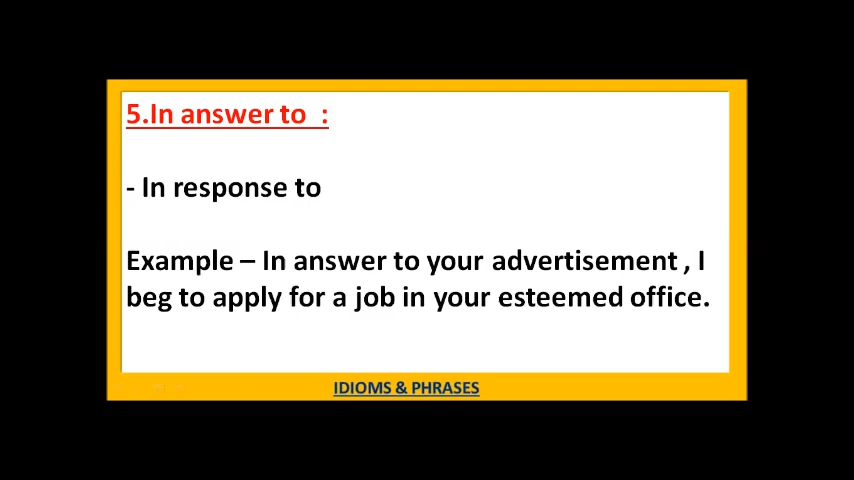 5.In answer to :
- In response to
Example – In answer to your advertisement , I
beg to apply for a job in your esteemed office.
IDIOMS & PHRASES